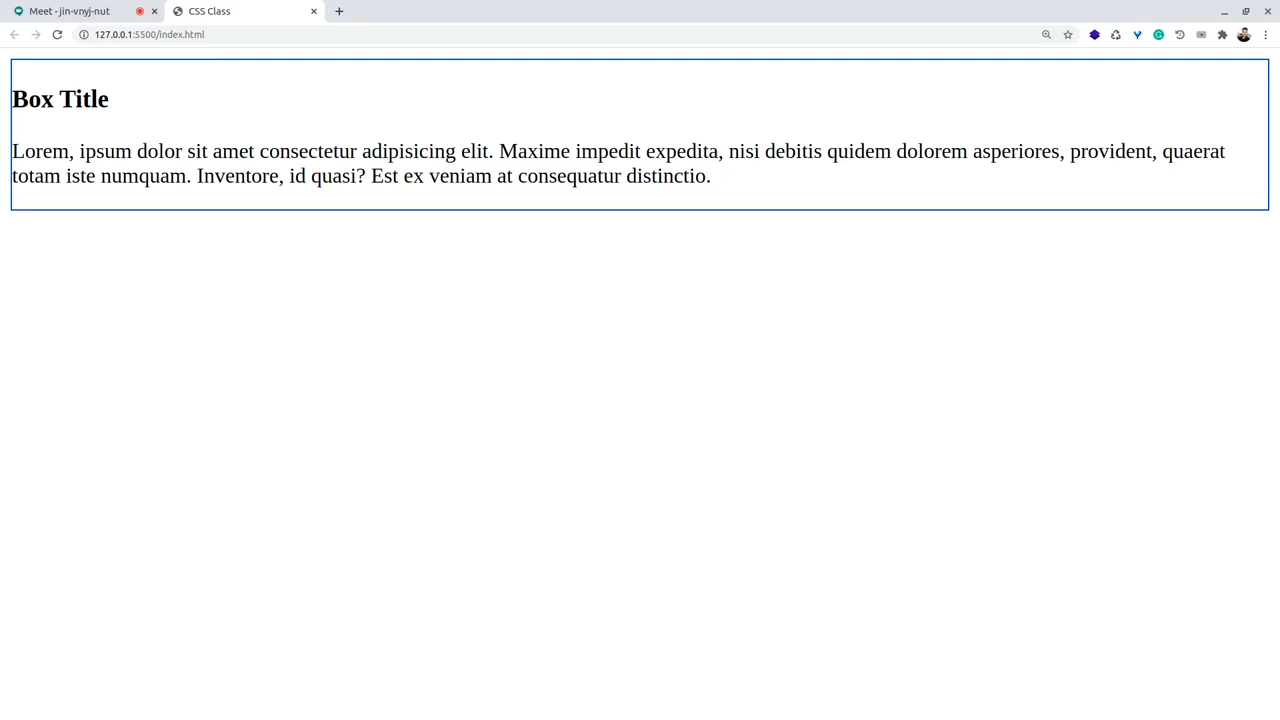 Meet - jin-vnyj-nut
CSS Class
127.0.0.1:5500/index.html
Box Title
Lorem, ipsum dolor sit amet consectetur adipisicing elit. Maxime impedit expedita, nisi debitis quidem dolorem asperiores, provident, quaerat
totam iste numquam. Inventore, id quasi? Est ex veniam at consequatur distinctio.